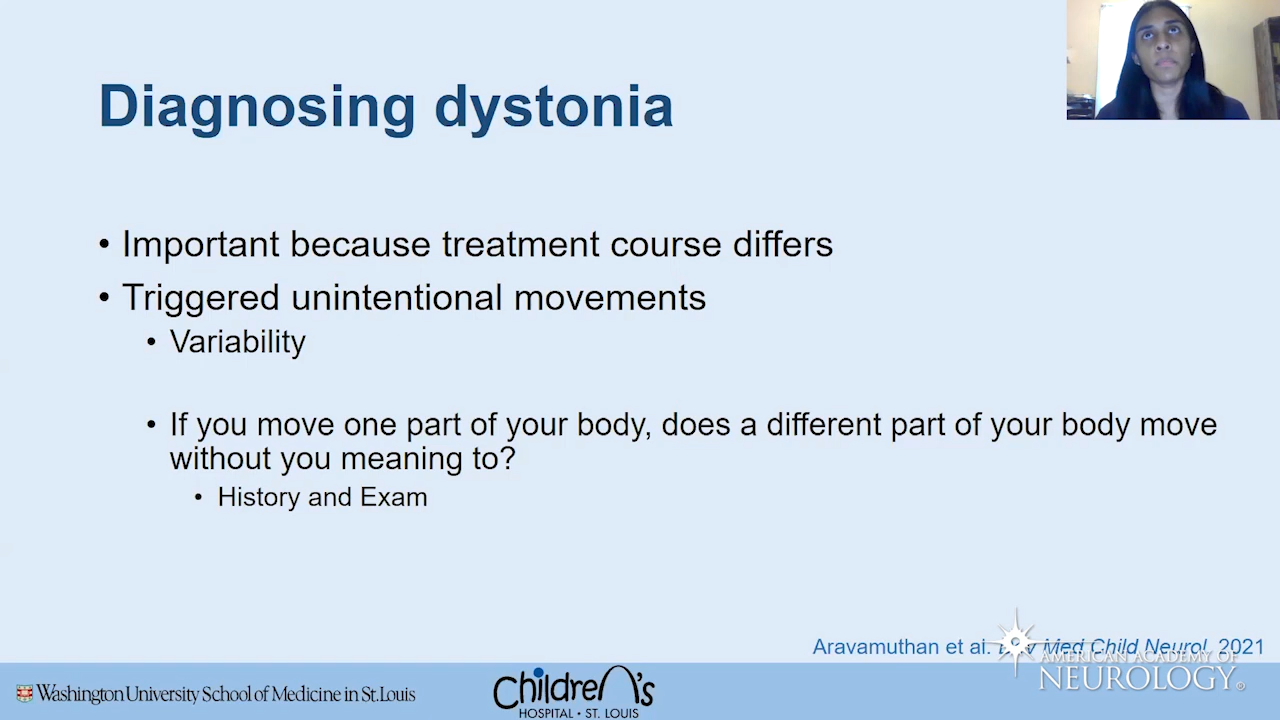 Diagnosing dystonia
• Important because treatment course differs
• Triggered unintentional movements
• Variability
• If you move one part of your body, does a different part of your body move
without you meaning to?
• History and Exam
Aravamuthan et al. Dev Med Child Neurol. 2021
AMERICAN ACADEMY OF
NEUROLOGY®
Washington University School of Medicine in St. Louis
ChildreN's
HOSPITAL • ST. LOUIS